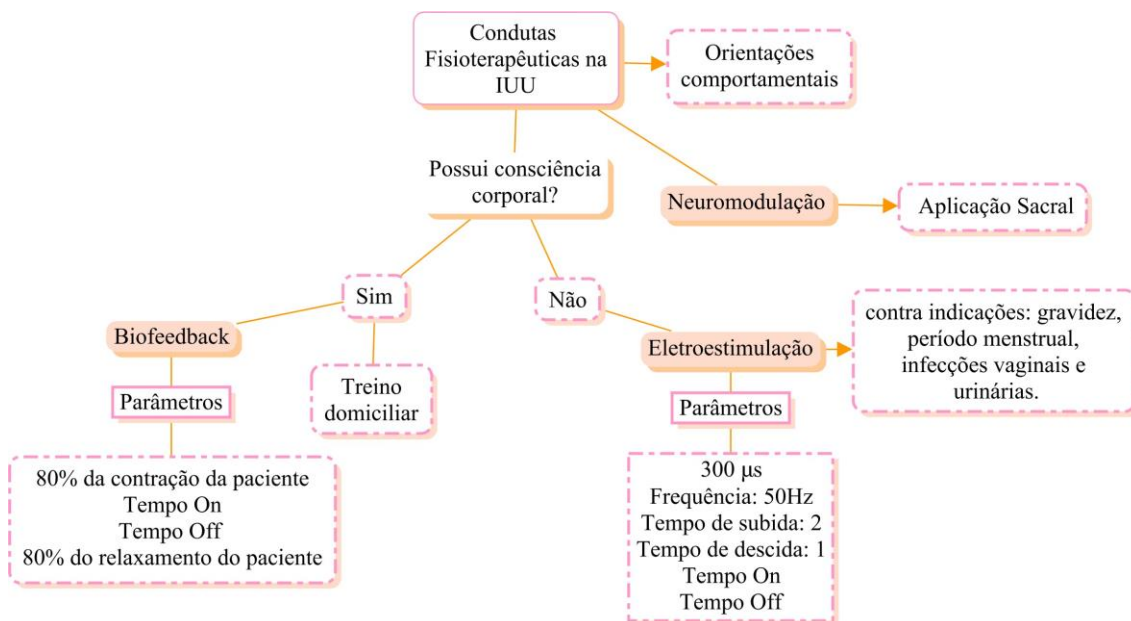 Condutas
Fisioterapêuticas na
IUU
Orientações
comportamentais
Possui consciência
corporal?
Neuromodulação
Aplicação Sacral
Sim
Não
Biofeedback
Treino
domiciliar
Eletroestimulação
contra indicações: gravidez,
período menstrual,
infecções vaginais e
urinárias.
Parâmetros
80% da contração da paciente
Tempo On
Tempo Off
80% do relaxamento do paciente
Parâmetros
300 μs
Frequência: 50Hz
Tempo de subida: 2
Tempo de descida: 1
Tempo On
Tempo Off